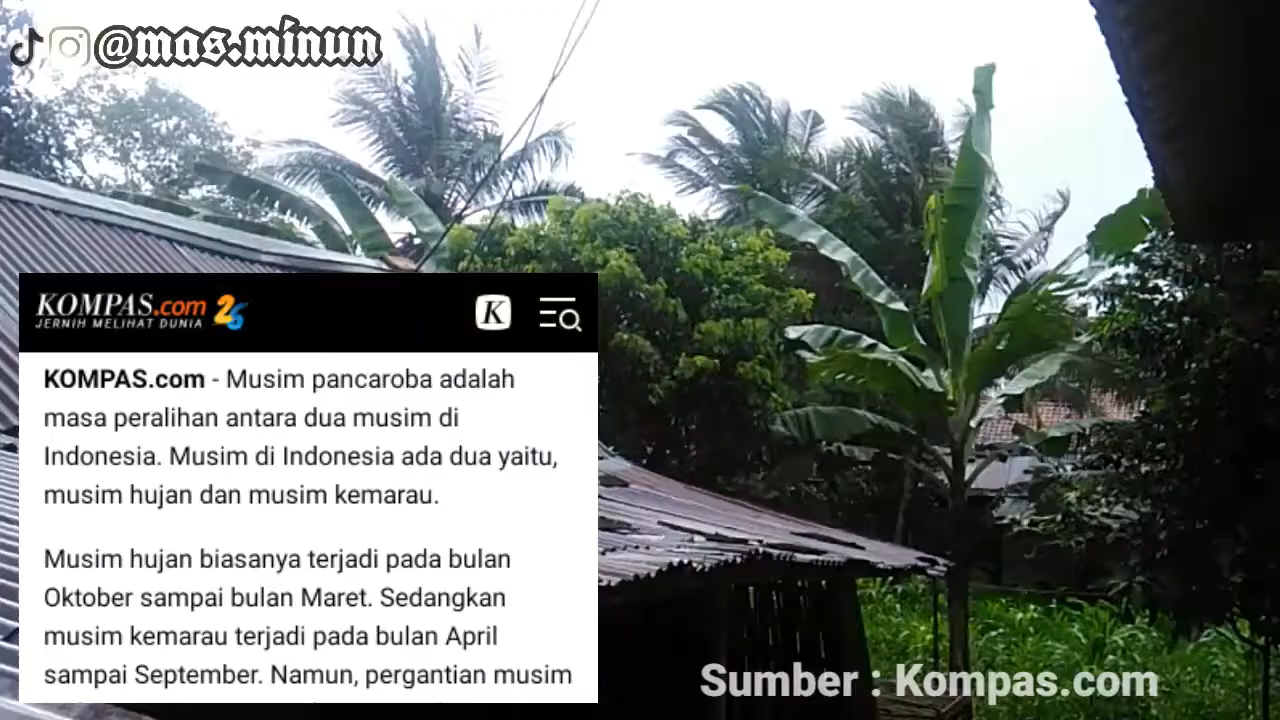 @mas.minun
KOMPAS.com 26
JERNIH MELIHAT DUNIA
K
KOMPAS.com - Musim pancaroba adalah
masa peralihan antara dua musim di
Indonesia. Musim di Indonesia ada dua yaitu,
musim hujan dan musim kemarau.
Musim hujan biasanya terjadi pada bulan
Oktober sampai bulan Maret. Sedangkan
musim kemarau terjadi pada bulan April
sampai September. Namun, pergantian musim
Sumber : Kompas.com